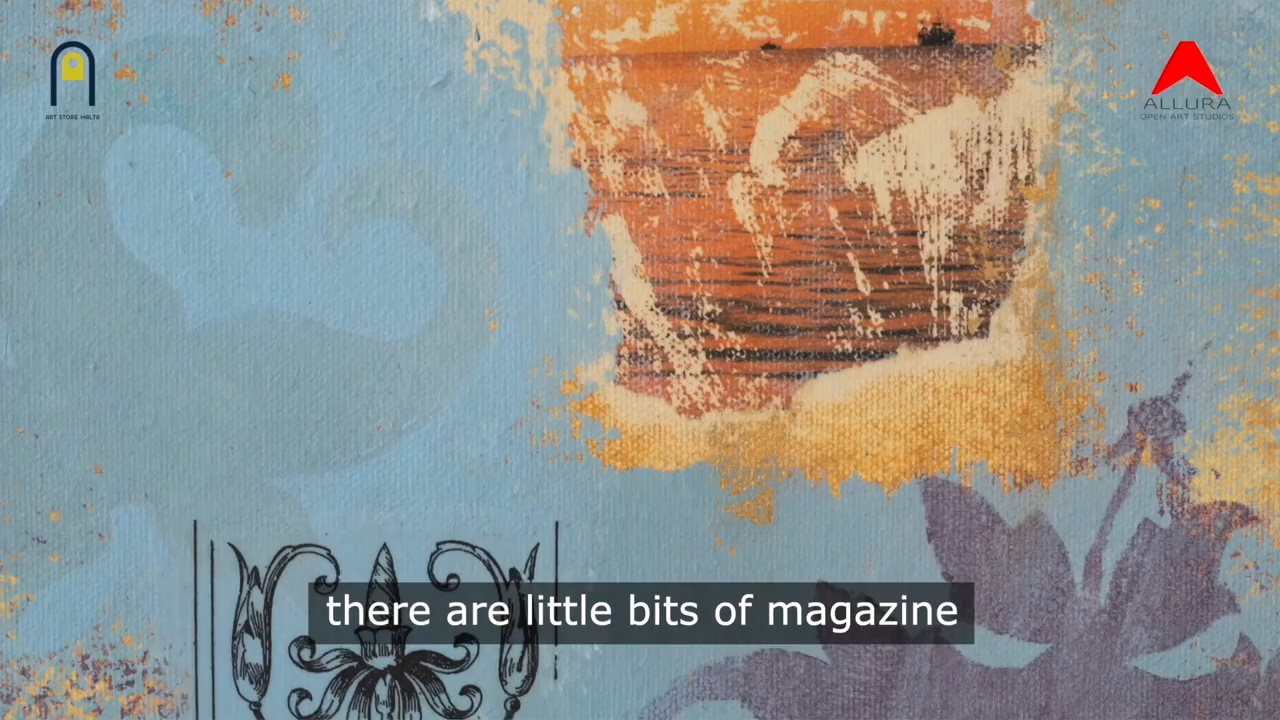 ART STORE MALTA
ALLURA
OPEN ART STUDIOS
there are little bits of magazine